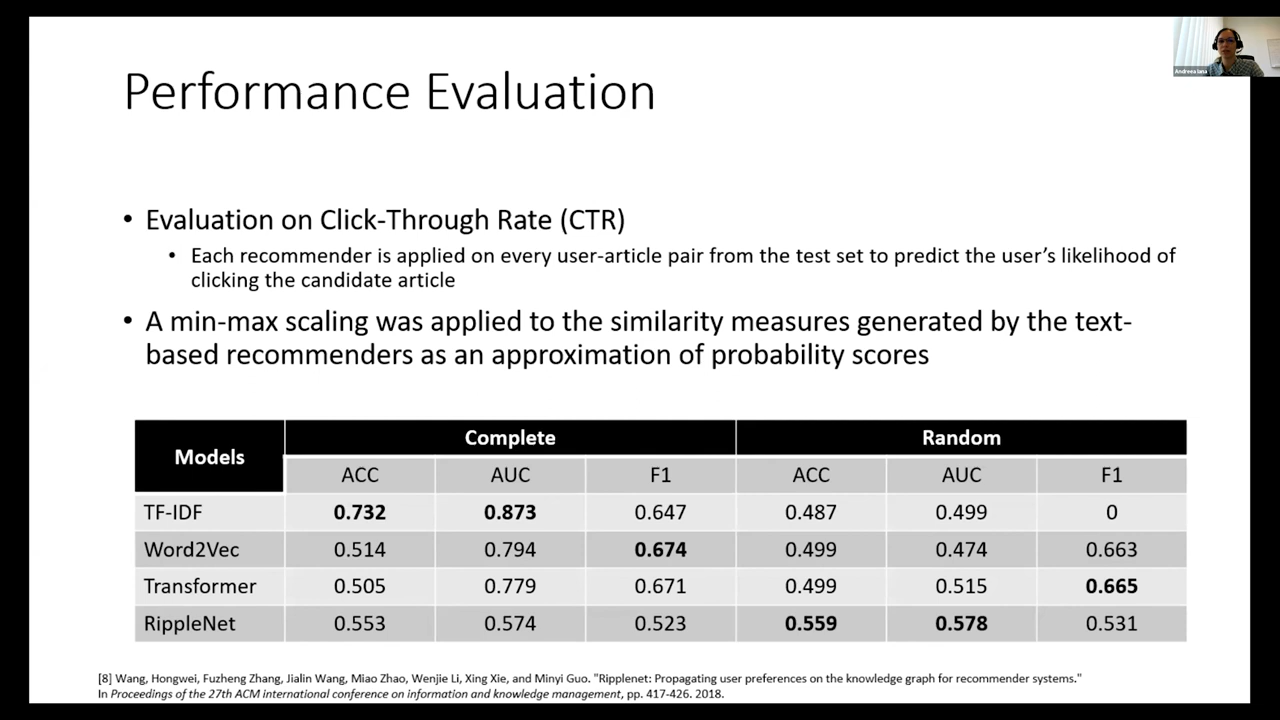 Performance Evaluation
• Evaluation on Click-Through Rate (CTR)
• Each recommender is applied on every user-article pair from the test set to predict the user's likelihood of
clicking the candidate article
• A min-max scaling was applied to the similarity measures generated by the text-
based recommenders as an approximation of probability scores
Models Complete Random
ACC AUC F1 ACC AUC F1
TF-IDF 0.732 0.873 0.647 0.487 0.499 0
Word2Vec 0.514 0.794 0.674 0.499 0.474 0.663
Transformer 0.505 0.779 0.671 0.499 0.515 0.665
RippleNet 0.553 0.574 0.523 0.559 0.578 0.531
[8] Wang, Hongwei, Fuzheng Zhang, Jialin Wang, Miao Zhao, Wenjie Li, Xing Xie, and Minyi Guo. "Ripplenet: Propagating user preferences on the knowledge graph for recommender systems."
In Proceedings of the 27th ACM international conference on information and knowledge management, pp. 417-426. 2018.